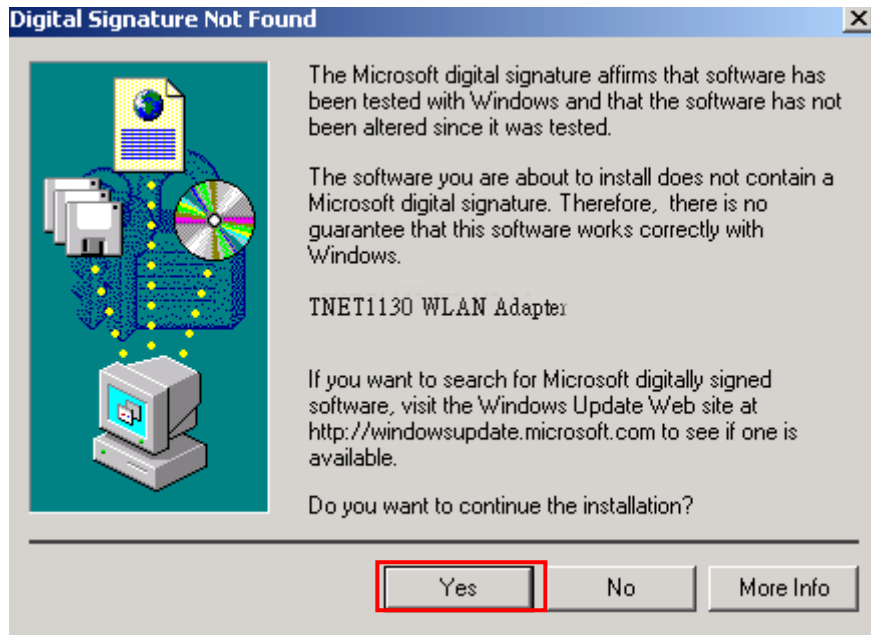 Digital Signature Not Found
The Microsoft digital signature affirms that software has
been tested with Windows and that the software has not
been altered since it was tested.
The software you are about to install does not contain a
Microsoft digital signature. Therefore, there is no
guarantee that this software works correctly with
Windows.
TNET1130 WLAN Adapter
If you want to search for Microsoft digitally signed
software, visit the Windows Update Web site at
http://windowsupdate.microsoft.com to see if one is
available.
Do you want to continue the installation?
Yes No More Info